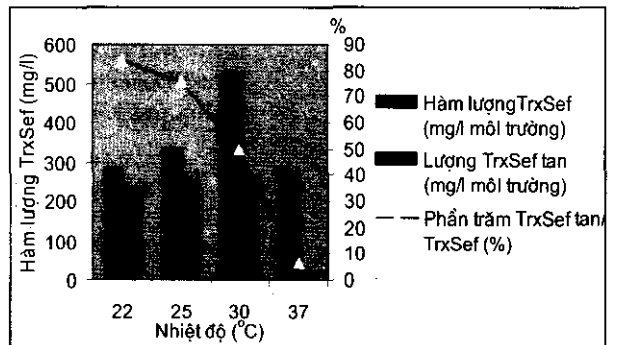 %
600
500
400
300
200
100
0
Hàm lượng TrxSef (mg/l)
90
80
70
60
50
40
30
20
10
0
22 25 30 37
Nhiệt độ (°C)
Hàm lượngTrxSef
(mg/l môi trường)
Lượng TrxSef tan
(mg/l môi trường)
Phần trăm TrxSef tan/
TrxSef (%)